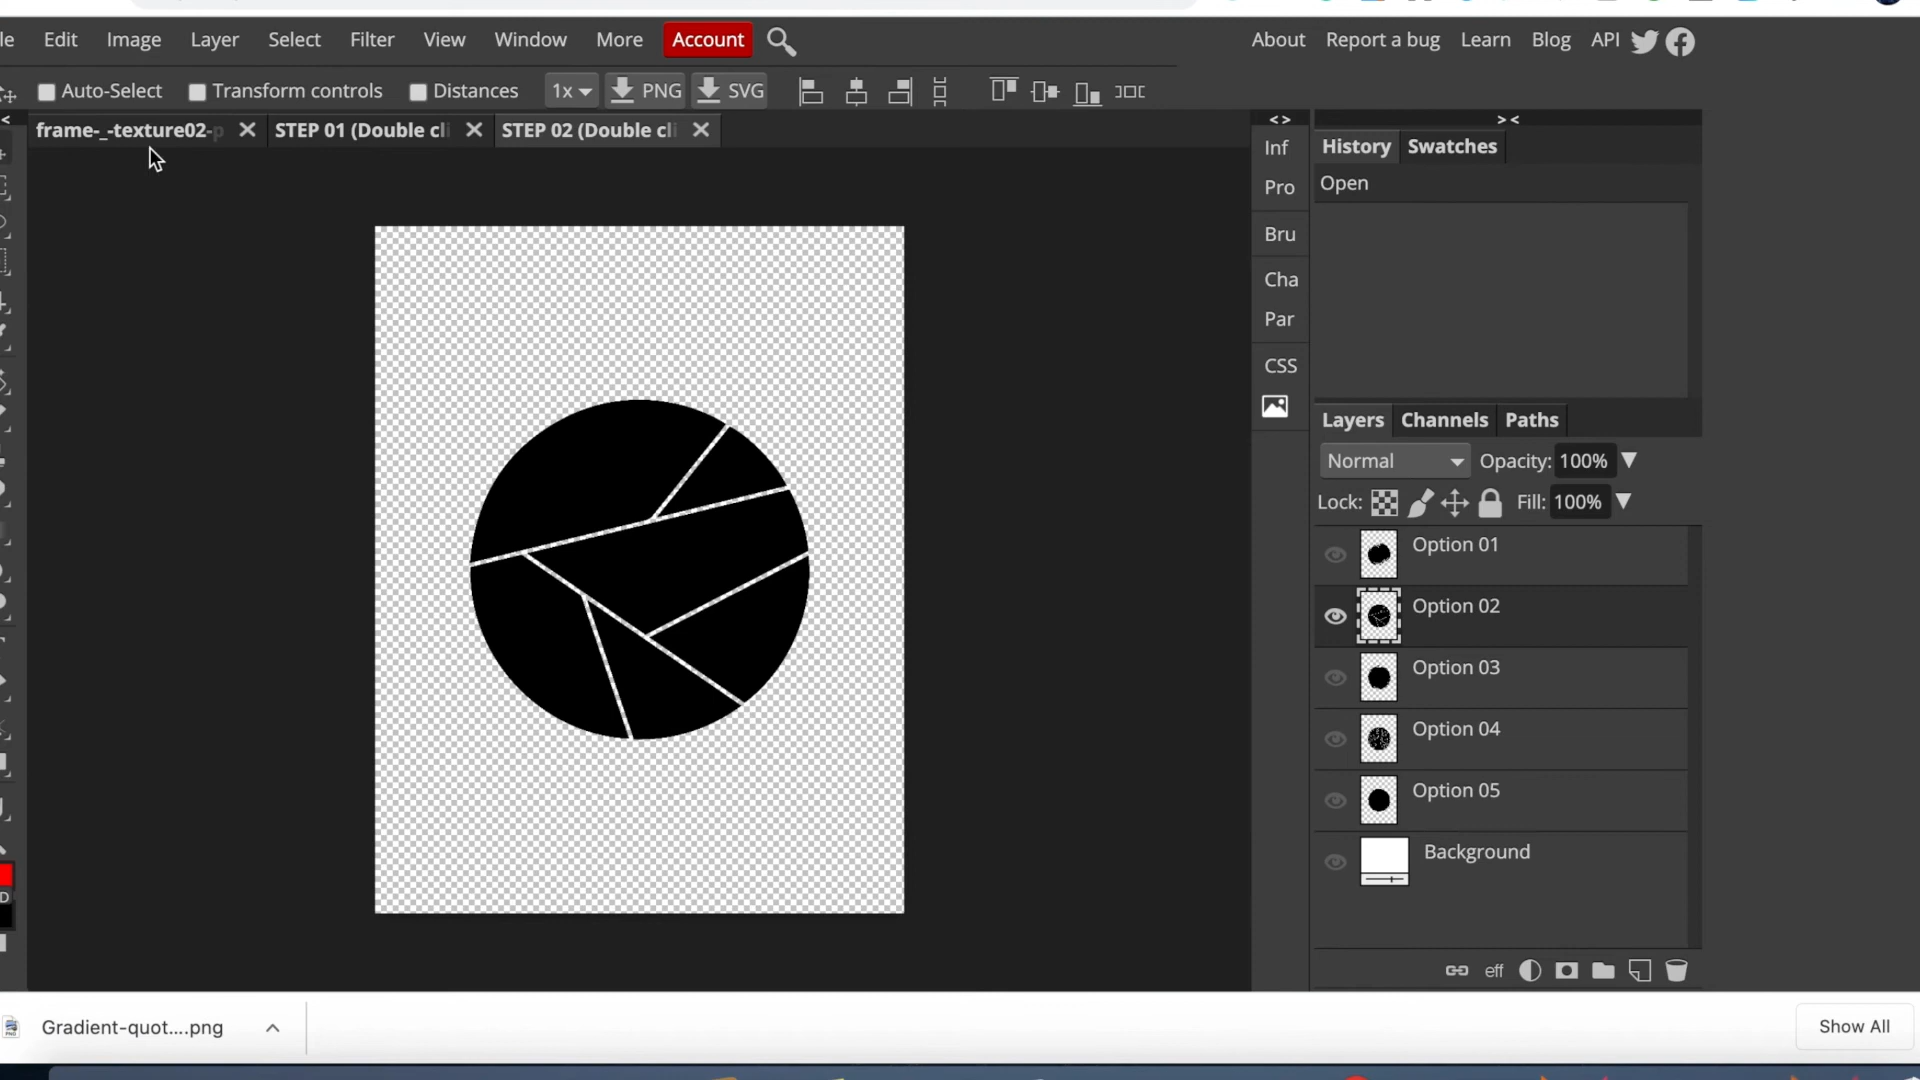 le Edit Image Layer Select Filter View Window More Account About Report a bug Learn Blog API
Auto-Select Transform controls Distances 1x PNG SVG
frame-_-texture02-p STEP 01 (Double cli STEP 02 (Double cli
< < > > <
Inf
Pro
Bru
Cha
Par
CSS
History Swatches
Open
Layers Channels Paths
Normal Opacity: 100%
Lock: Fill: 100%
Option 01
Option 02
Option 03
Option 04
Option 05
Background
D
eff
Gradient-quot....png Show All